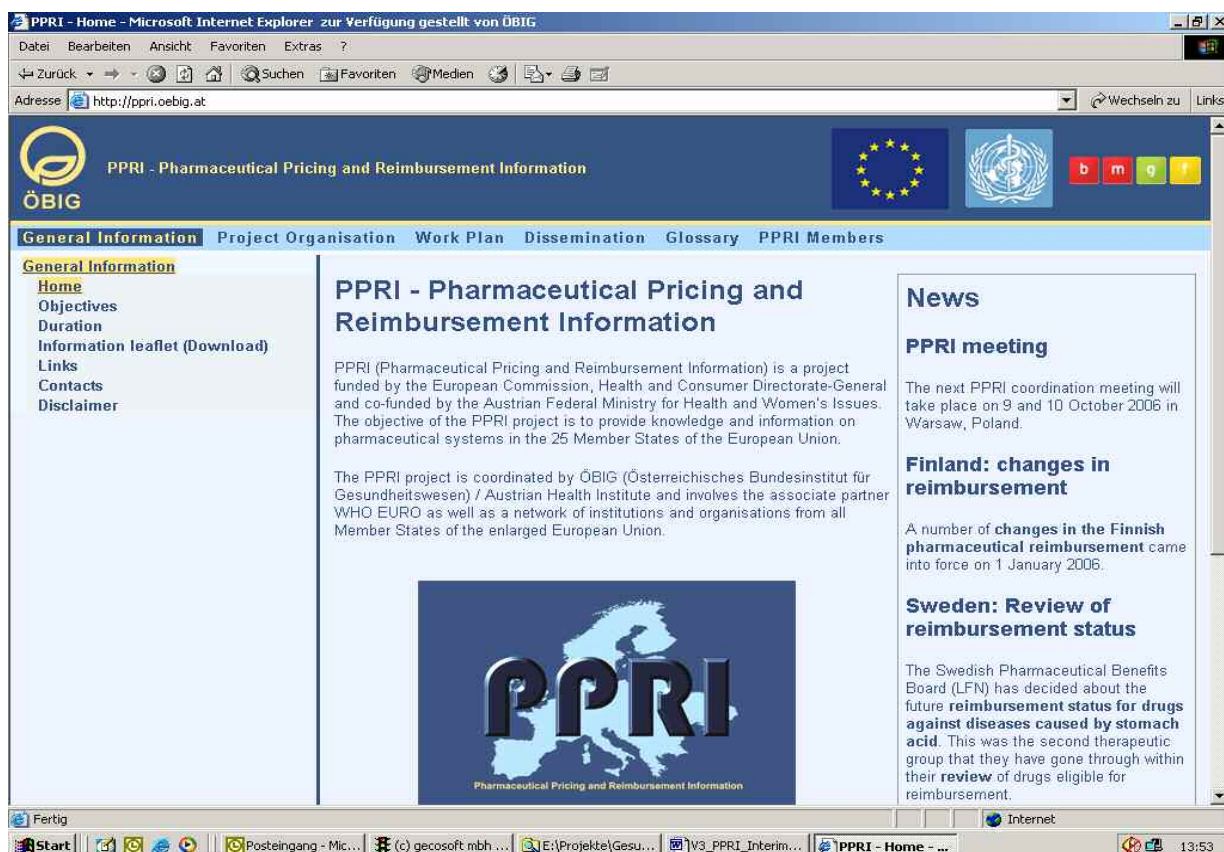 PPRI - Home - Microsoft Internet Explorer zur Verfügung gestellt von ÖBIG
Datei Bearbeiten Ansicht Favoriten Extras ?
Zurück Suchen Favoriten Medien
Adresse http://ppri.oebig.at Wechseln zu Links
ÖBIG
PPRI - Pharmaceutical Pricing and Reimbursement Information
b m g f
General Information Project Organisation Work Plan Dissemination Glossary PPRI Members
General Information
Home
Objectives
Duration
Information leaflet (Download)
Links
Contacts
Disclaimer
PPRI - Pharmaceutical Pricing and
Reimbursement Information
PPRI (Pharmaceutical Pricing and Reimbursement Information) is a project
funded by the European Commission, Health and Consumer Directorate-General
and co-funded by the Austrian Federal Ministry for Health and Women's Issues.
The objective of the PPRI project is to provide knowledge and information on
pharmaceutical systems in the 25 Member States of the European Union.
The PPRI project is coordinated by ÖBIG (Österreichisches Bundesinstitut für
Gesundheitswesen) / Austrian Health Institute and involves the associate partner
WHO EURO as well as a network of institutions and organisations from all
Member States of the enlarged European Union.
PPRI
Pharmaceutical Pricing and Reimbursement Information
News
PPRI meeting
The next PPRI coordination meeting will
take place on 9 and 10 October 2006 in
Warsaw, Poland.
Finland: changes in
reimbursement
A number of changes in the Finnish
pharmaceutical reimbursement came
into force on 1 January 2006.
Sweden: Review of
reimbursement status
The Swedish Pharmaceutical Benefits
Board (LFN) has decided about the
future reimbursement status for drugs
against diseases caused by stomach
acid. This was the second therapeutic
group that they have gone through within
their review of drugs eligible for
reimbursement.
Fertig Internet
Start Posteingang - Mic... (c) gecosoft mbh ... E:\Projekte\Gesu... V3_PPRI_Interim... PPRI - Home - ... 13:53